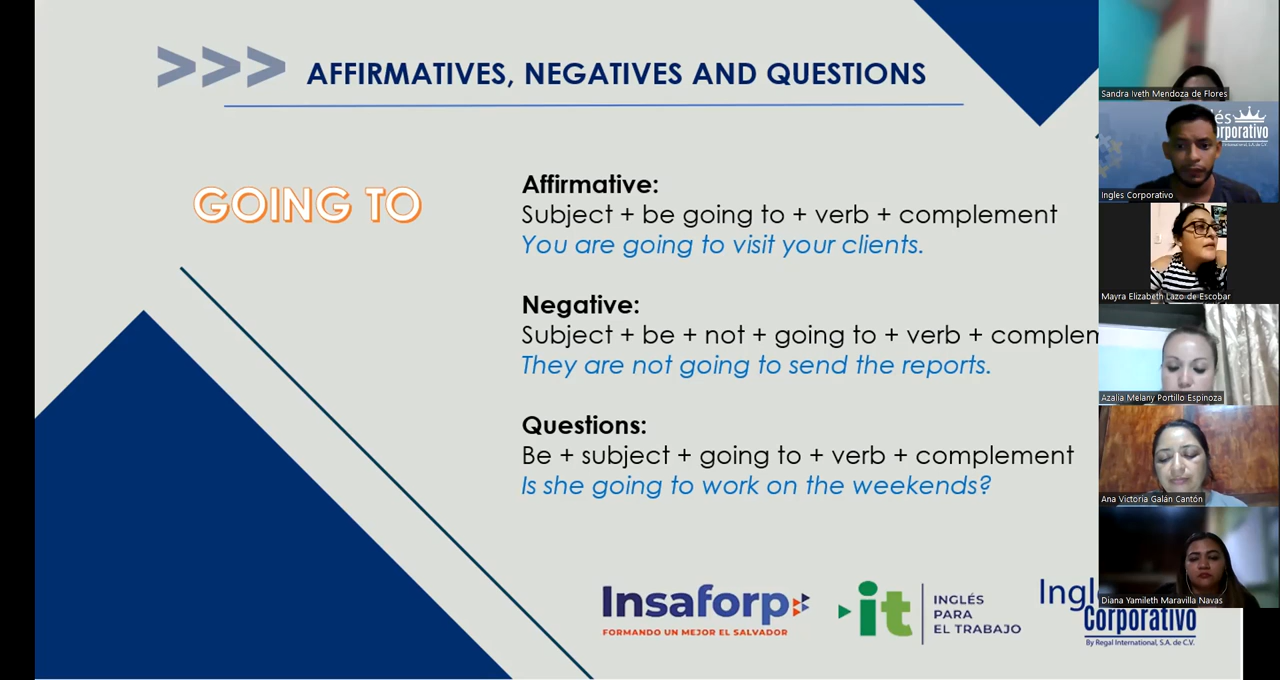 >>> AFFIRMATIVES, NEGATIVES AND QUESTIONS
GOING TO
Affirmative:
Subject + be going to + verb + complement
You are going to visit your clients.
Negative:
Subject + be + not + going to + verb + complem
They are not going to send the reports.
Questions:
Be + subject + going to + verb + complement
Is she going to work on the weekends?
Insaforp
FORMANDO UN MEJOR EL SALVADOR
it
INGLÉS
PARA
EL TRABAJO
Ingl
Corporativo
By Regal International, S.A. de C.V.
Sandra Iveth Mendoza de Flores
és
orporativo
Ingles Corporativo
Mayra Elizabeth Lazo de Escobar
Azalia Melany Portillo Espinoza
Ana Victoria Galán Cantón
Diana Yamileth Maravilla Navas